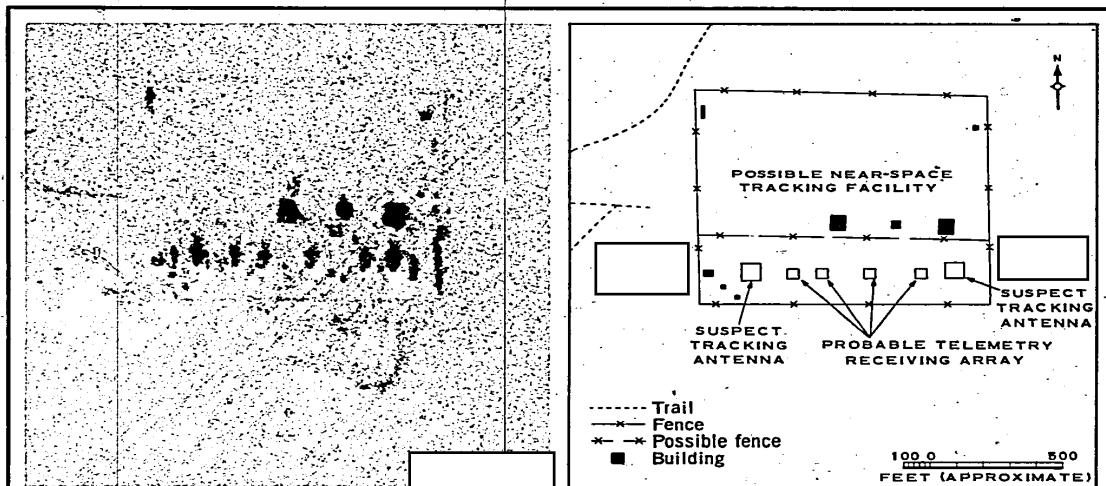 N
POSSIBLE NEAR-SPACE
TRACKING FACILITY
SUSPECT
TRACKING
ANTENNA
PROBABLE TELEMETRY
RECEIVING ARRAY
SUSPECT
TRACKING
ANTENNA
Trail
Fence
Possible fence
Building
100 0 500
FEET (APPROXIMATE)